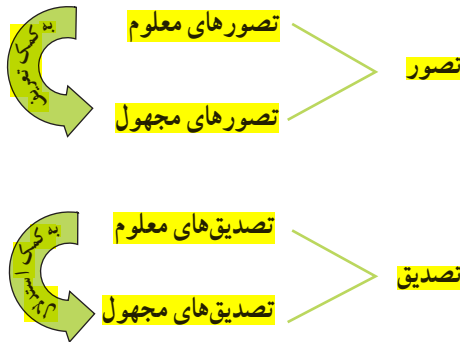 تصورهای معلوم
به کمک تعریف
تصور
تصورهای مجهول
تصدیق‌های معلوم
به کمک استدلال
تصدیق
تصدیق‌های مجهول